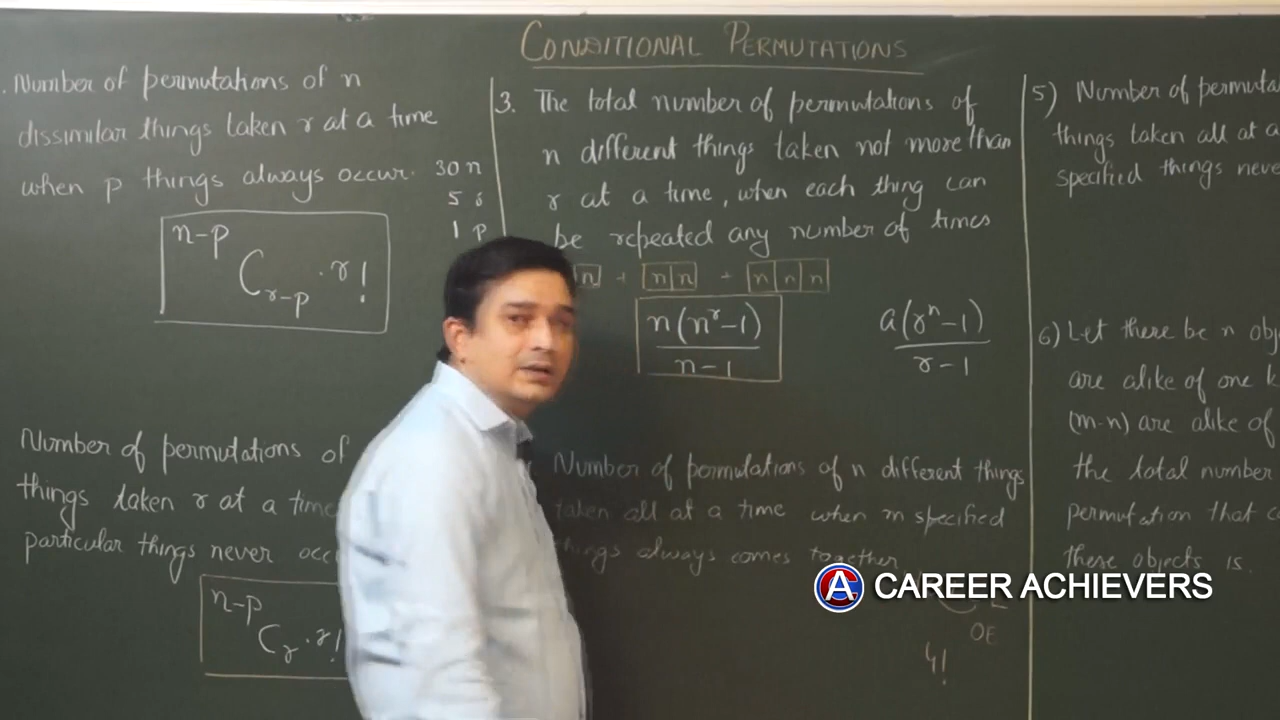 CONDITIONAL PERMUTATIONS
. Number of permutations of n
dissimilar things taken r at a time
when p things always occur.
30 n
5 r
1 p
n-p C r-p . r!
Number of permutations of
things taken r at a time
particular things never occ
n-p C r . r!
3. The total number of permutations of
n different things taken not more than
r at a time, when each thing can
be repeated any number of times
n + n n + n n n
n(n^r-1)
n-1
a(r^n-1)
r-1
Number of permutations of n different things
taken all at a time when m specified
things always comes together
OE
4!
5) Number of permuta
things taken all at a
specified things neve
6) Let there be n obj
are alike of one k
(m-n) are alike of
the total number
permutation that c
these objects is.
CAREER ACHIEVERS